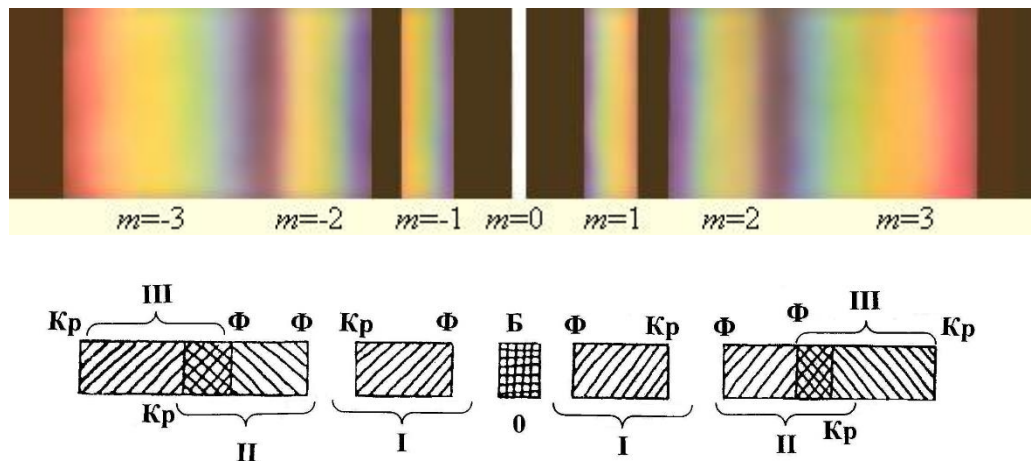 m=-3 m=-2 m=-1 m=0 m=1 m=2 m=3
III III
Кр Ф Ф Кр Ф Б Ф Кр Ф Ф Кр
Кр 0 Кр
II I I II